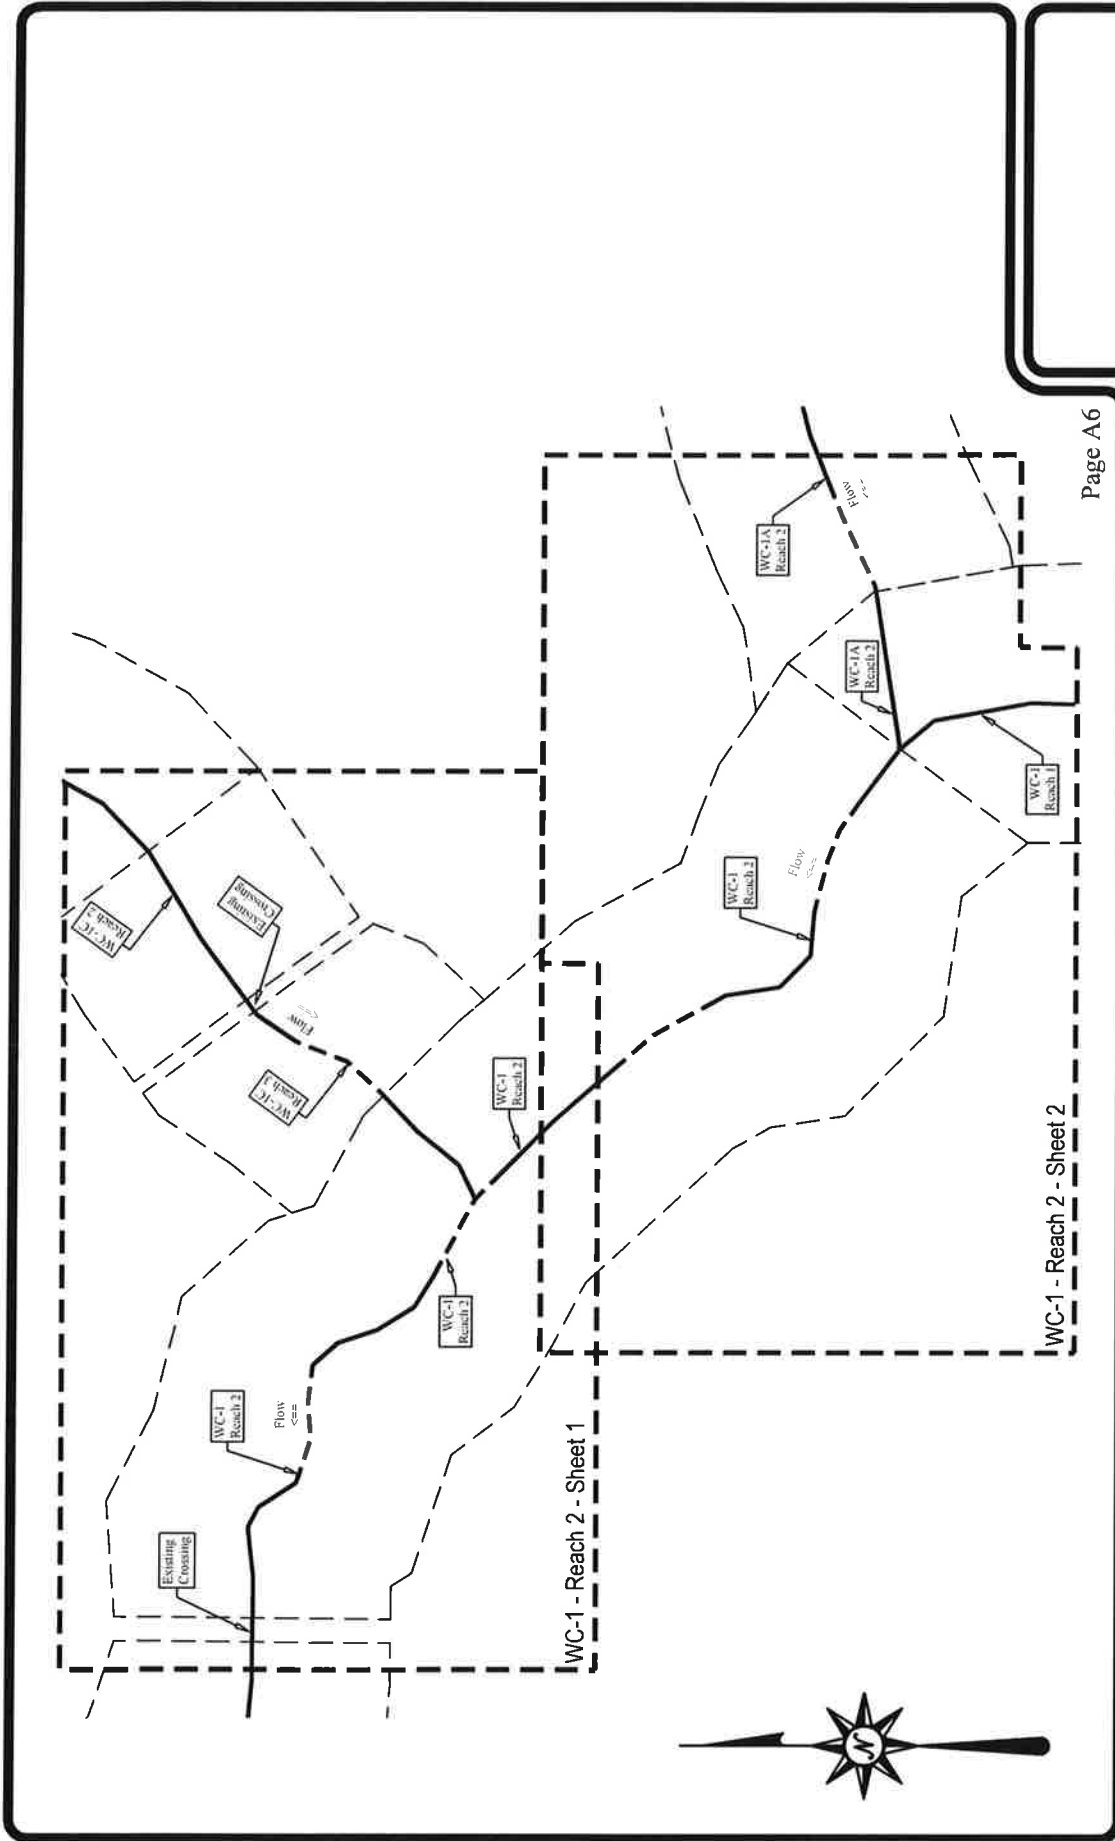 WC-1C
Reach 2
Existing
Crossing
Flow
<==
WC-1C
Reach 3
WC-1
Reach 2
WC-1
Reach 2
WC-1
Reach 2
Flow
<==
Existing
Crossing
WC-1 - Reach 2 - Sheet 1
WC-1A
Reach 2
Flow
<==
WC-1A
Reach 2
WC-1
Reach 1
WC-1
Reach 2
Flow
<==
WC-1 - Reach 2 - Sheet 2
N
Page A6